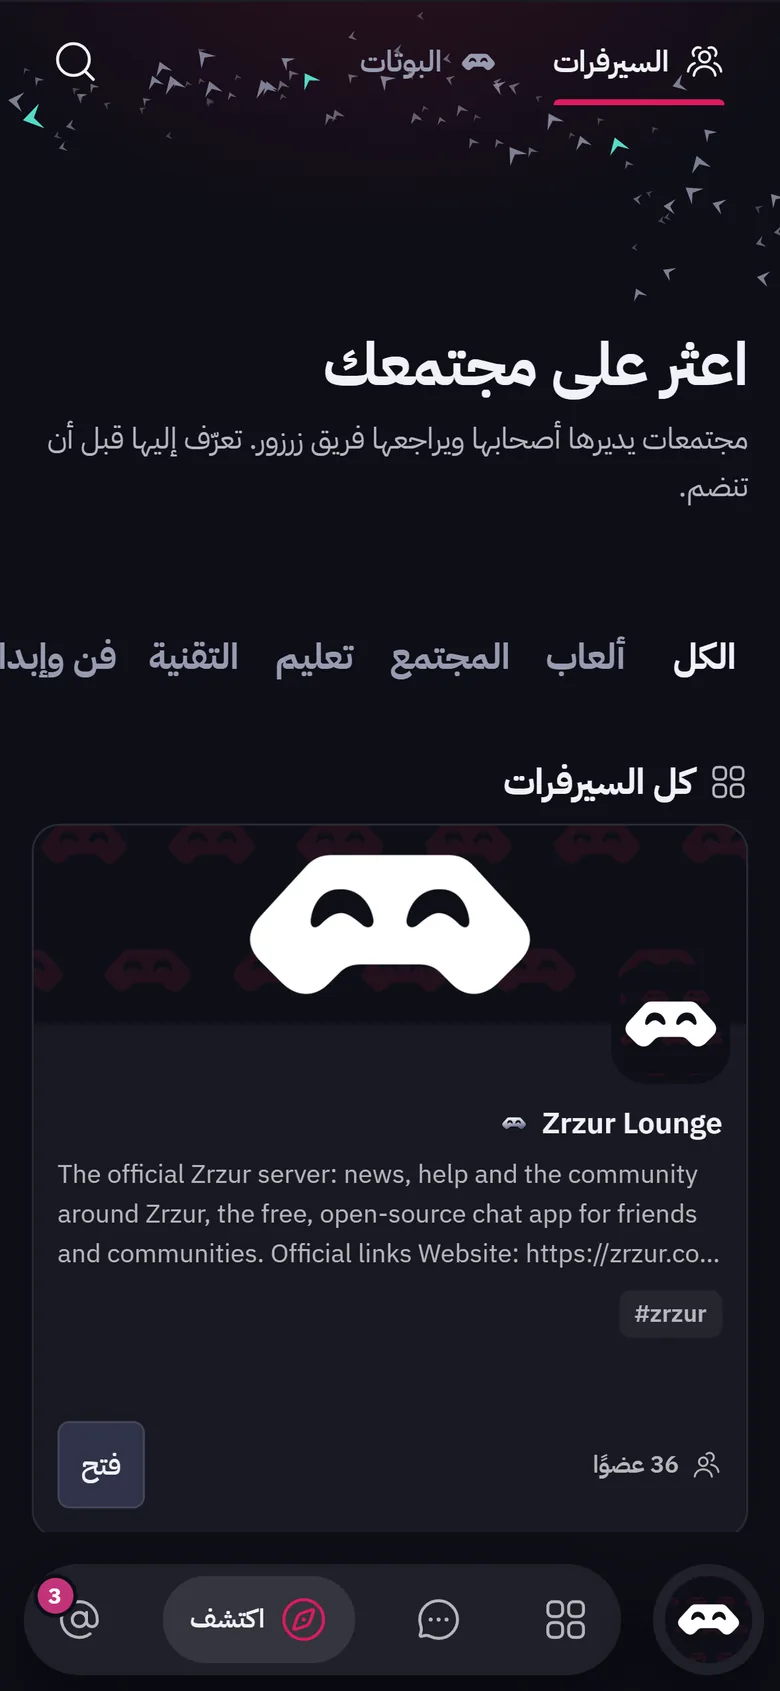 السيرفرات
البوتات
اعثر على مجتمعك
مجتمعات يديرها أصحابها ويراجعها فريق زرزور. تعرّف إليها قبل أن
تنضم.
الكل ألعاب المجتمع تعليم التقنية فن وإبدا
كل السيرفرات
Zrzur Lounge
The official Zrzur server: news, help and the community
around Zrzur, the free, open-source chat app for friends
and communities. Official links Website: https://zrzur.co...
#zrzur
36 عضوًا
فتح
اكتشف
3